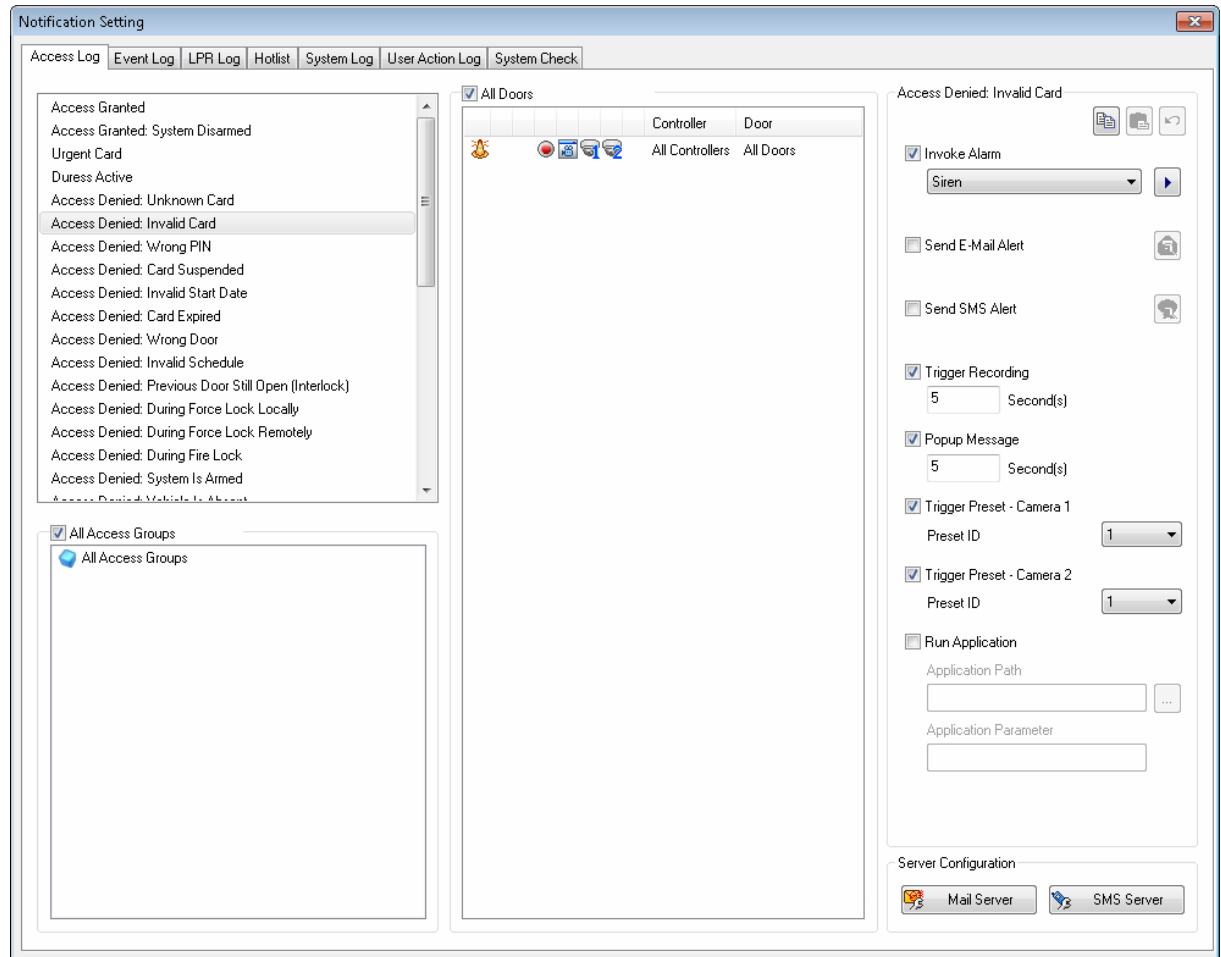 Notification Setting
Access Log Event Log LPR Log Hotlist System Log User Action Log System Check
Access Granted
Access Granted: System Disarmed
Urgent Card
Duress Active
Access Denied: Unknown Card
Access Denied: Invalid Card
Access Denied: Wrong PIN
Access Denied: Card Suspended
Access Denied: Invalid Start Date
Access Denied: Card Expired
Access Denied: Wrong Door
Access Denied: Invalid Schedule
Access Denied: Previous Door Still Open (Interlock)
Access Denied: During Force Lock Locally
Access Denied: During Force Lock Remotely
Access Denied: During Fire Lock
Access Denied: System Is Armed
Access Denied: Vehicle Is Absent
All Access Groups
All Access Groups
All Doors
Controller Door
1 2 All Controllers All Doors
Access Denied: Invalid Card
Invoke Alarm
Siren
Send E-Mail Alert
Send SMS Alert
Trigger Recording
5 Second(s)
Popup Message
5 Second(s)
Trigger Preset - Camera 1
Preset ID 1
Trigger Preset - Camera 2
Preset ID 1
Run Application
Application Path
...
Application Parameter
Server Configuration
Mail Server SMS Server